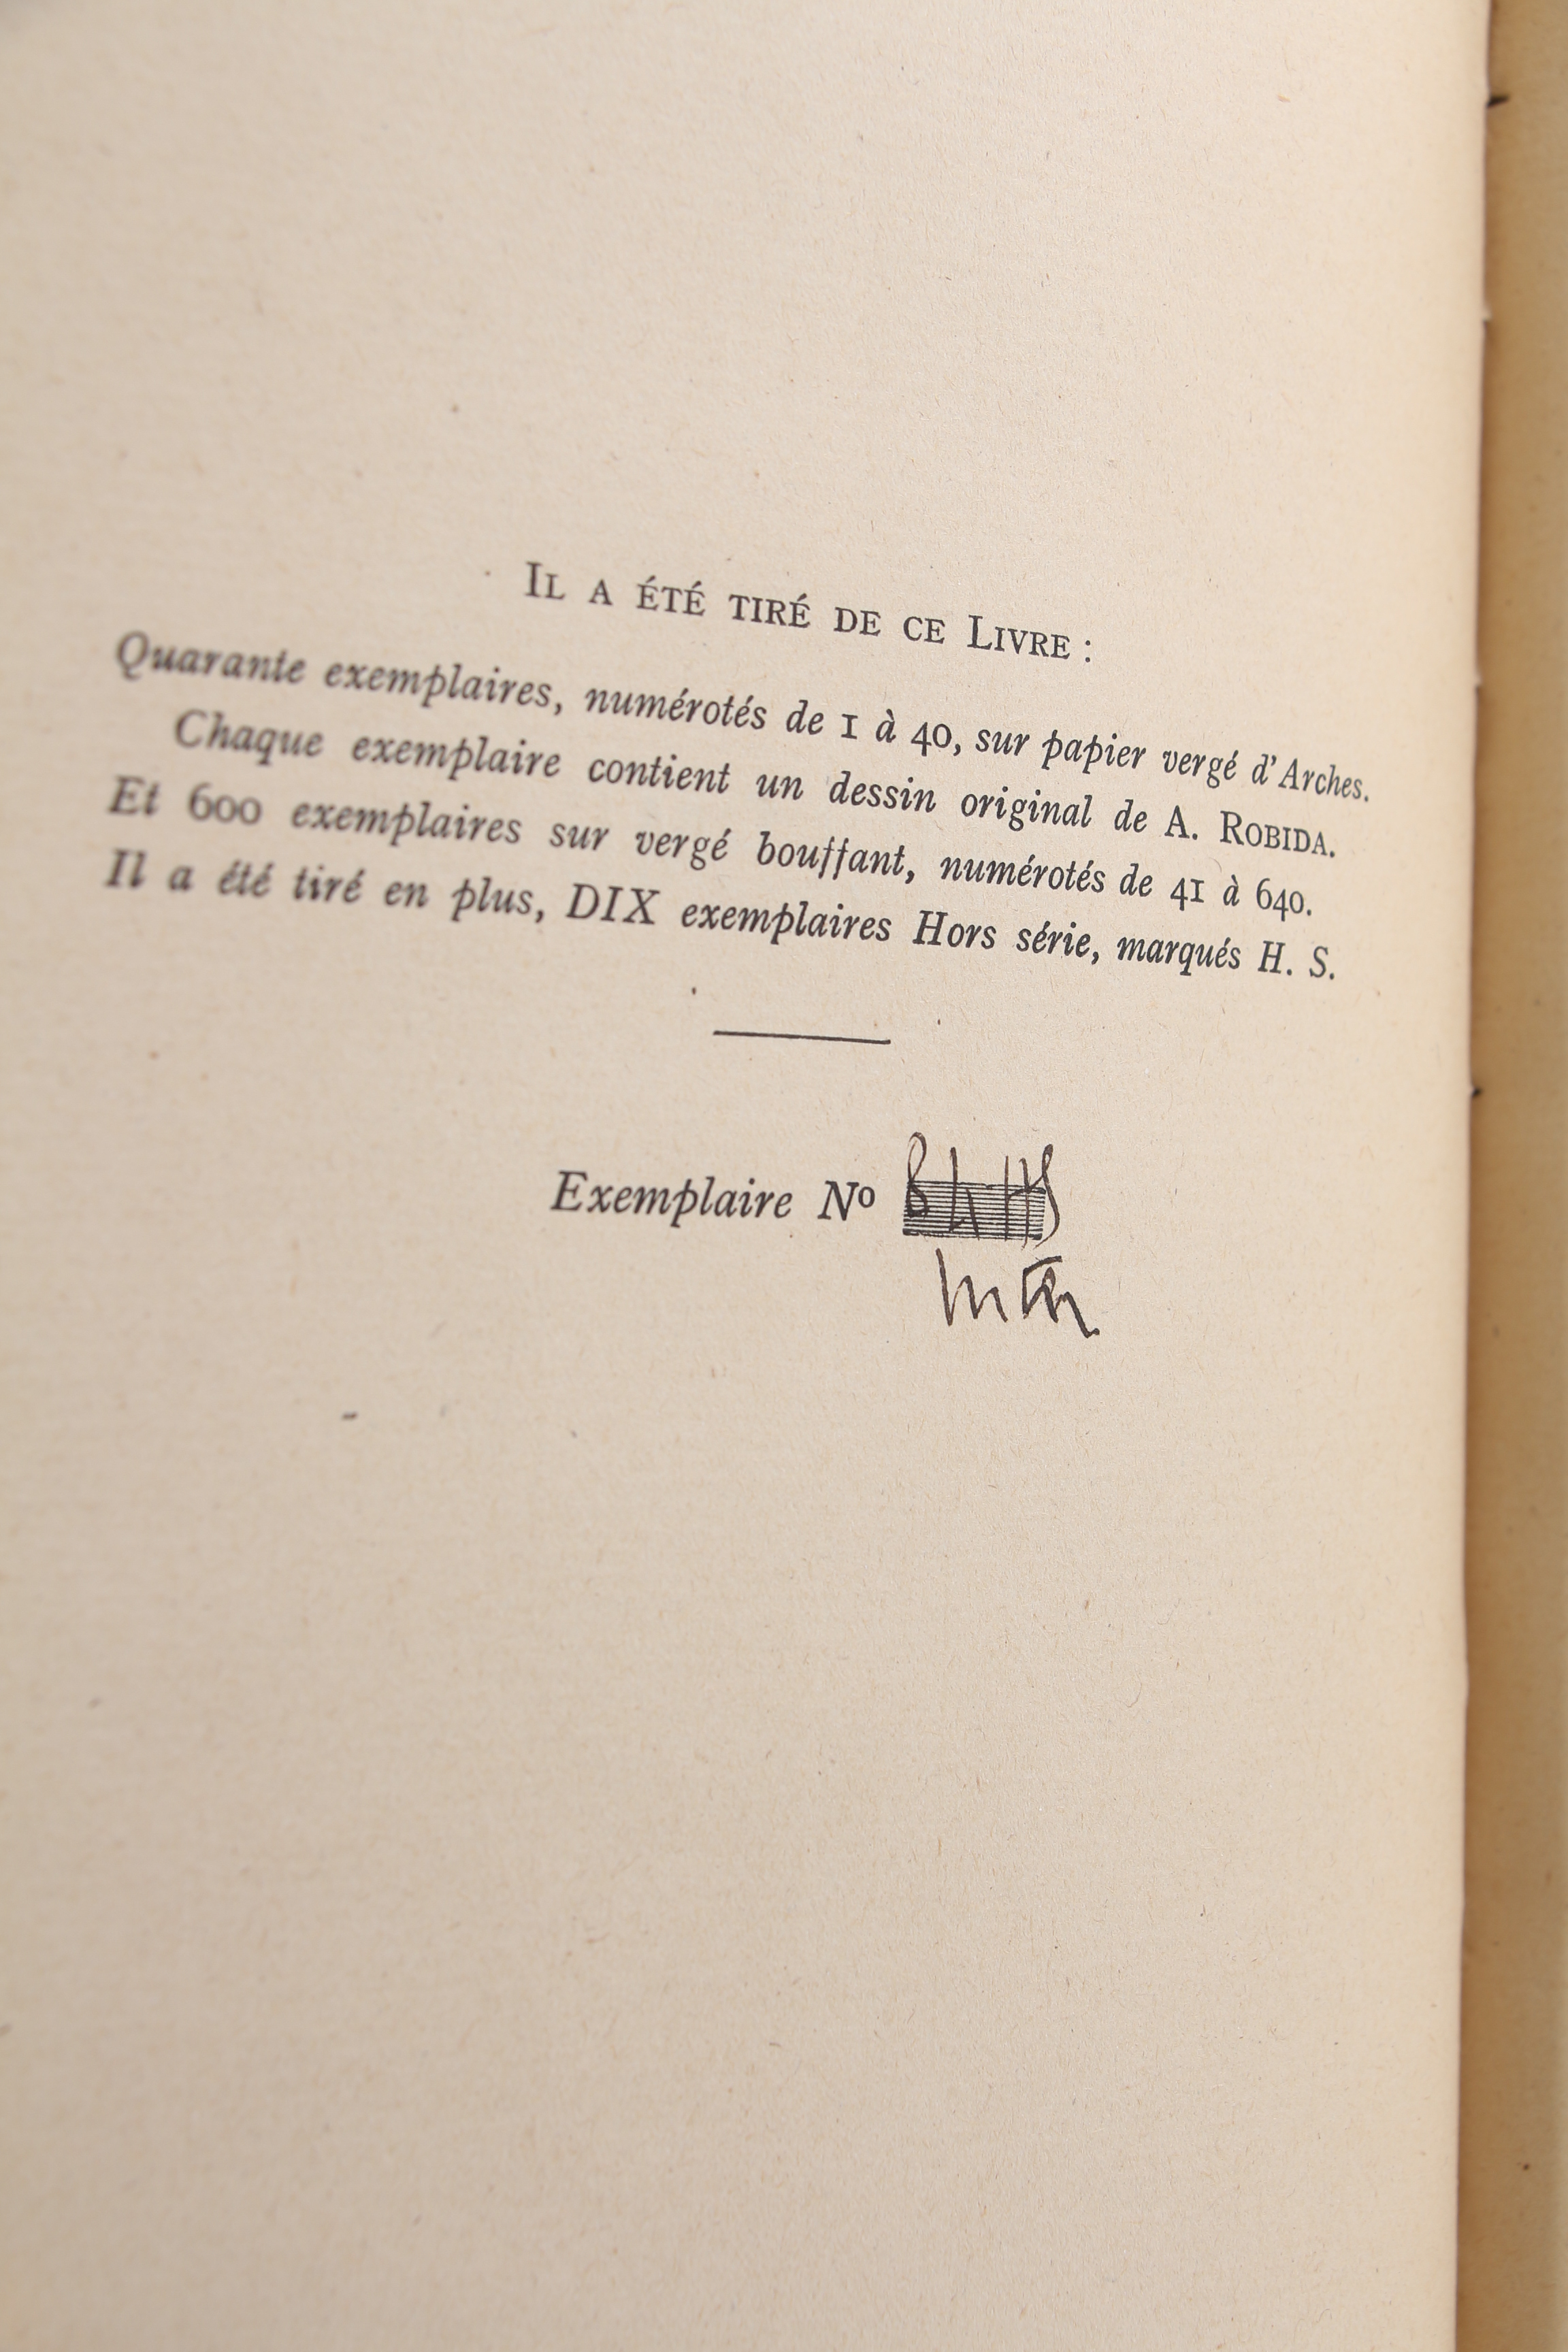 IL A ÉTÉ TIRÉ DE CE LIVRE :
Quarante exemplaires, numérotés de 1 à 40, sur papier vergé d'Arches.
Chaque exemplaire contient un dessin original de A. ROBIDA.
Et 600 exemplaires sur vergé bouffant, numérotés de 41 à 640.
Il a été tiré en plus, DIX exemplaires Hors série, marqués H. S.
Exemplaire No